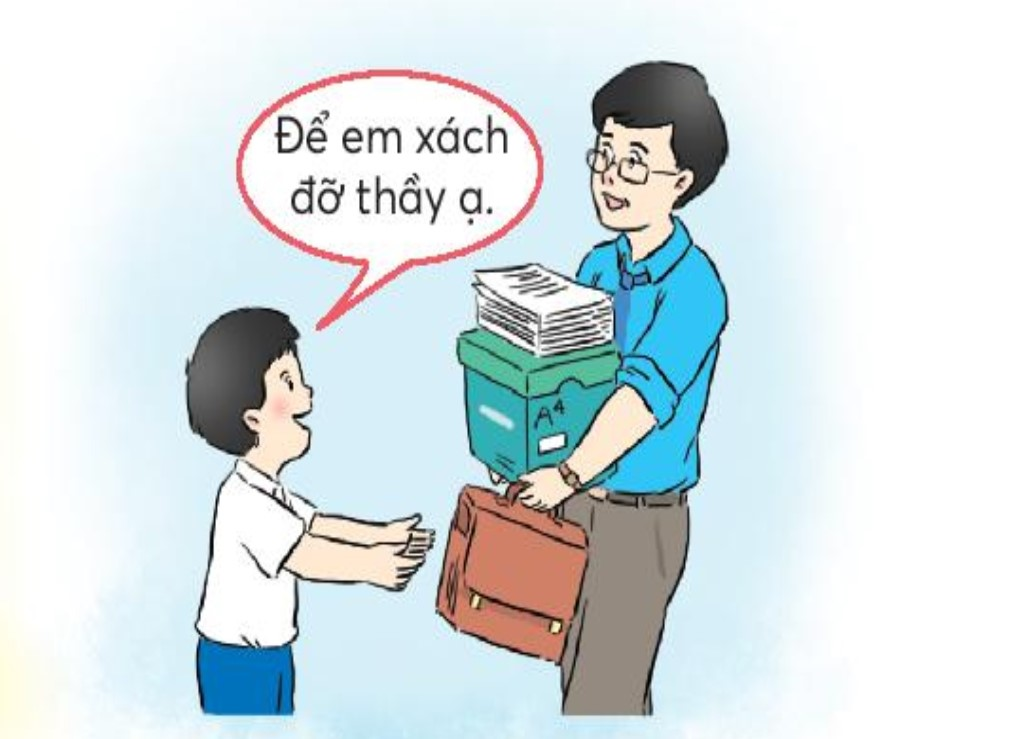 Để em xách
đỡ thầy ạ.
A4